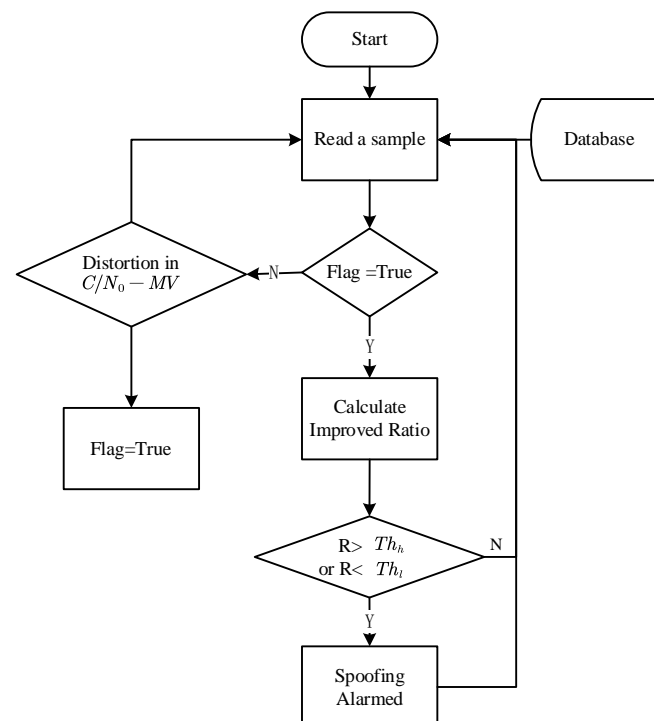 Start
Read a sample
Database
Distortion in
C/N₀ − MV
N
Flag =True
Y
Flag=True
Calculate
Improved Ratio
R> Thₕ
or R< Thₗ
N
Y
Spoofing
Alarmed